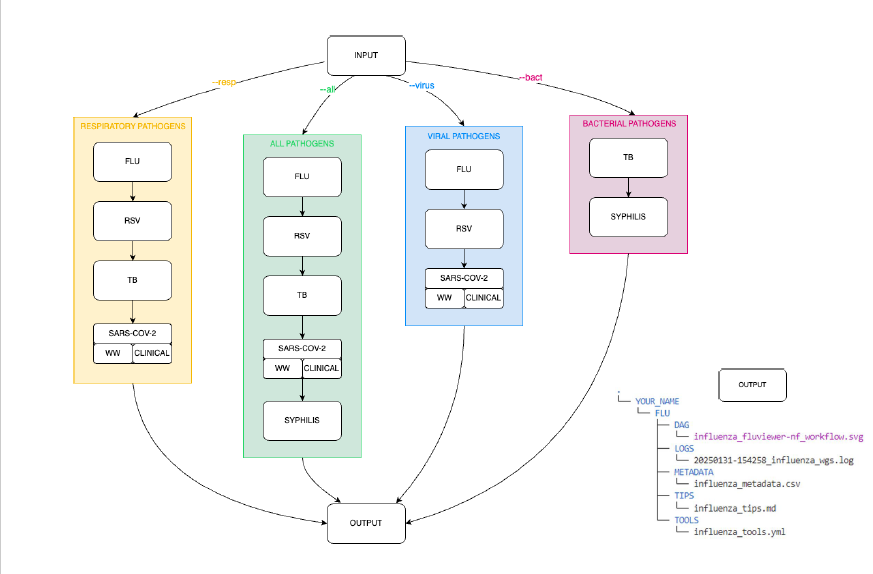 INPUT
--resp
--all
--virus
--bact
RESPIRATORY PATHOGENS
FLU
RSV
TB
SARS-COV-2
WW
CLINICAL
ALL PATHOGENS
FLU
RSV
TB
SARS-COV-2
WW
CLINICAL
SYPHILIS
VIRAL PATHOGENS
FLU
RSV
SARS-COV-2
WW
CLINICAL
BACTERIAL PATHOGENS
TB
SYPHILIS
OUTPUT
OUTPUT
.
YOUR_NAME
FLU
DAG
influenza_fluviewer-nf_workflow.svg
LOGS
20250131-154258_influenza_wgs.log
METADATA
influenza_metadata.csv
TIPS
influenza_tips.md
TOOLS
influenza_tools.yml